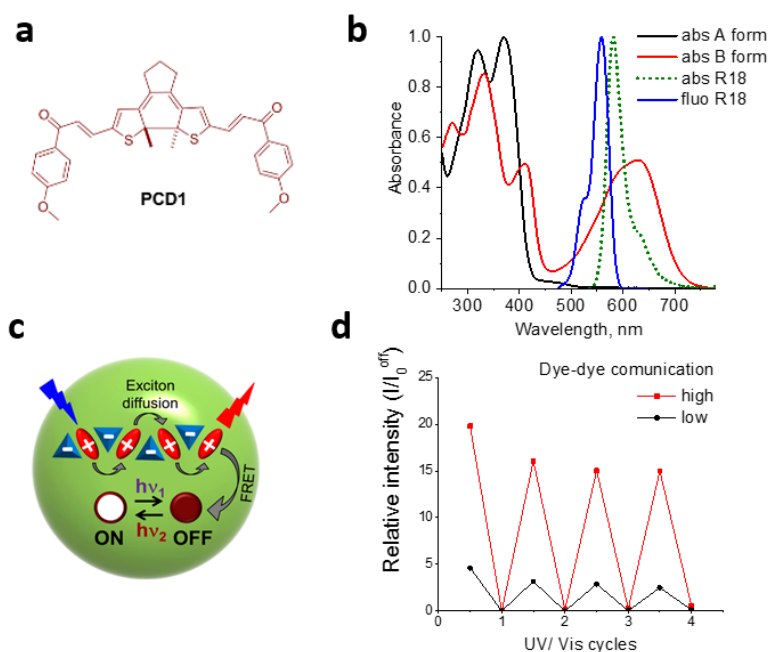 a
O
S
S
O
O
O
PCD1
b
abs A form
abs B form
abs R18
fluo R18
Absorbance
1.0
0.8
0.6
0.4
0.2
0.0
300
400
500
600
700
Wavelength, nm
c
Exciton
diffusion
FRET
hν1
hν2
ON
OFF
d
Dye-dye comunication
high
low
Relative intensity (I/I0off)
25
20
15
10
5
0
0
1
2
3
4
UV/ Vis cycles